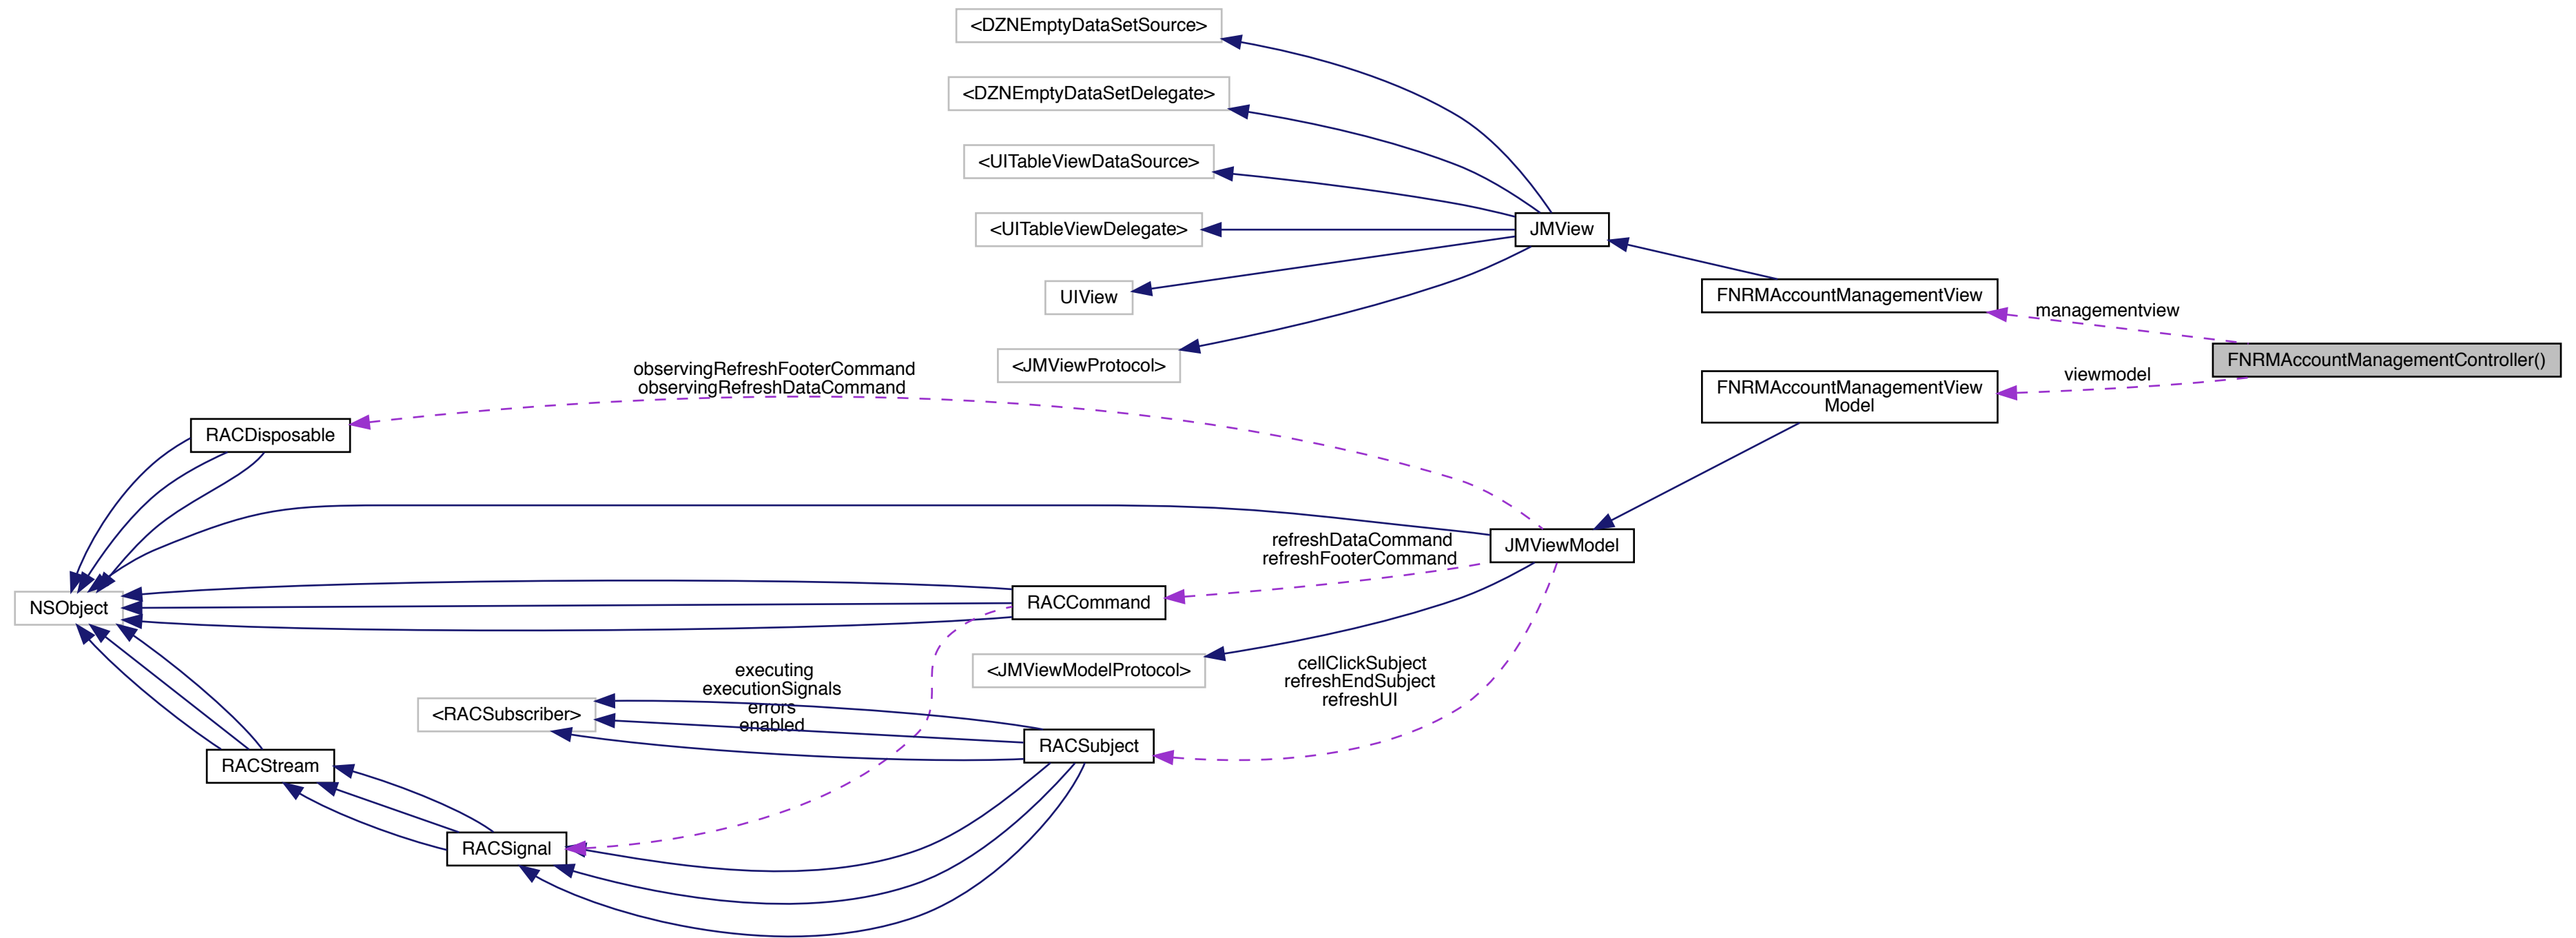 <DZNEmptyDataSetSource>
<DZNEmptyDataSetDelegate>
<UITableViewDataSource>
<UITableViewDelegate>
JMView
UIView
FNRMAccountManagementView
managementview
<JMViewProtocol>
FNRMAccountManagementController()
viewmodel
FNRMAccountManagementView
Model
observingRefreshFooterCommand
observingRefreshDataCommand
RACDisposable
JMViewModel
refreshDataCommand
refreshFooterCommand
NSObject
RACCommand
<JMViewModelProtocol>
cellClickSubject
refreshEndSubject
refreshUI
executing
executionSignals
errors
enabled
<RACSubscriber>
RACSubject
RACStream
RACSignal